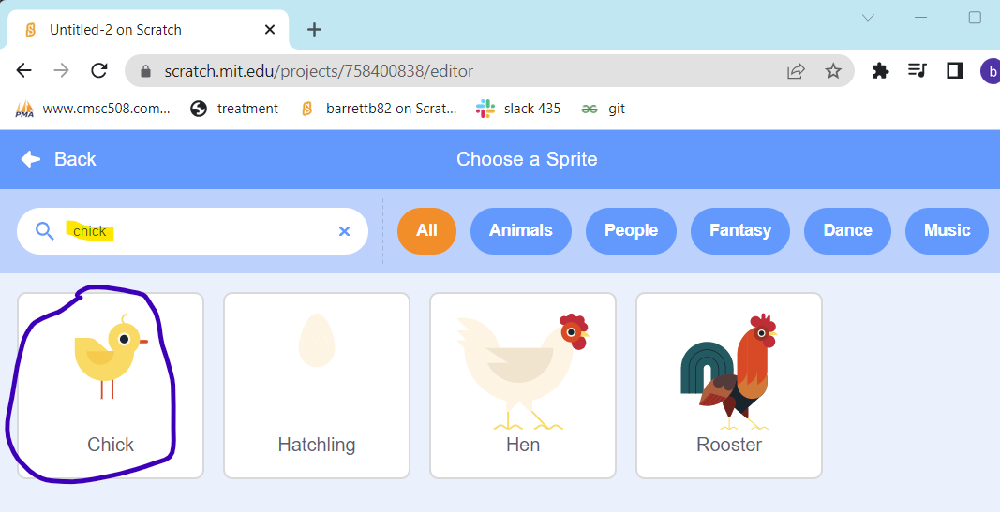 Untitled-2 on Scratch
scratch.mit.edu/projects/758400838/editor
b
PMA www.cmsc508.com... treatment barrettb82 on Scrat... slack 435 git
Back Choose a Sprite
chick All Animals People Fantasy Dance Music
Chick Hatchling Hen Rooster